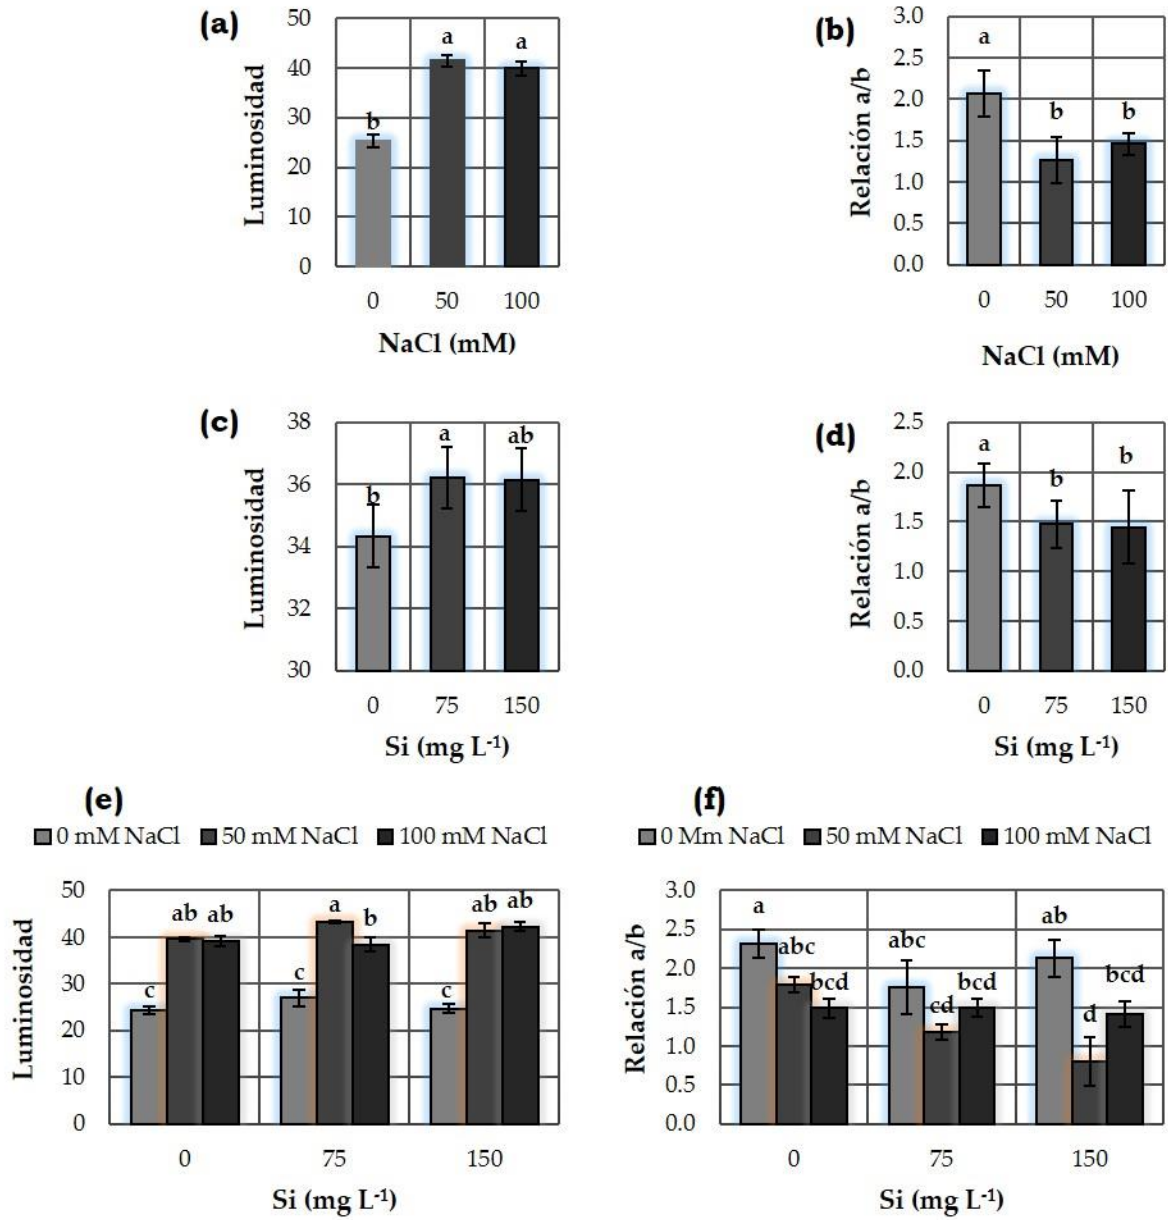 (a)
50
40
30
20
10
0
Luminosidad
b
a
a
0 50 100
NaCl (mM)
(b)
3.0
2.5
2.0
1.5
1.0
0.5
0.0
Relación a/b
a
b
b
0 50 100
NaCl (mM)
(c)
38
36
34
32
30
Luminosidad
b
a
ab
0 75 150
Si (mg L-1)
(d)
2.5
2.0
1.5
1.0
0.5
0.0
Relación a/b
a
b
b
0 75 150
Si (mg L-1)
(e)
0 mM NaCl 50 mM NaCl 100 mM NaCl
50
40
30
20
10
0
Luminosidad
c ab ab
c a b
c ab ab
0 75 150
Si (mg L-1)
(f)
0 Mm NaCl 50 mM NaCl 100 mM NaCl
3.0
2.5
2.0
1.5
1.0
0.5
0.0
Relación a/b
a abc bcd
abc cd bcd
ab d bcd
0 75 150
Si (mg L-1)